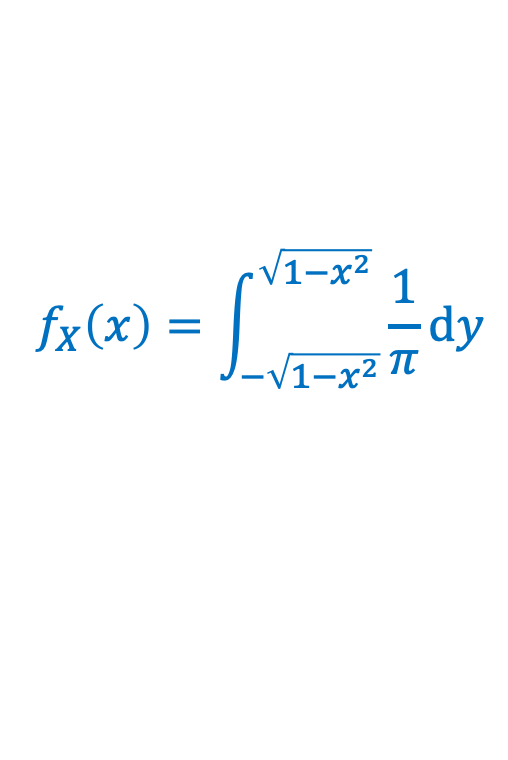 f_X(x) = ∫_{-√(1-x²)}^{√(1-x²)} 1/π dy